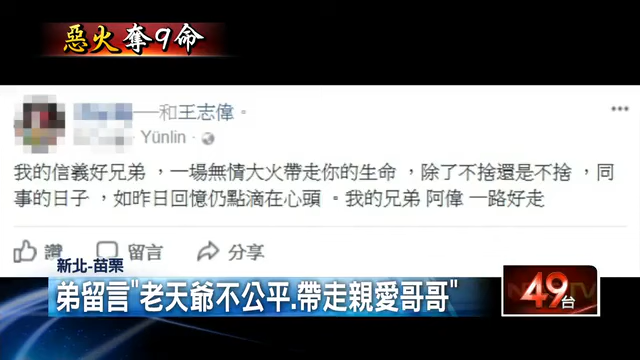 惡火奪9命
──和王志偉。
Yúnlin ·
我的信義好兄弟 ，一場無情大火帶走你的生命 ，除了不捨還是不捨 ，同
事的日子 ，如昨日回憶仍點滴在心頭 。我的兄弟 阿偉 一路好走
讚 留言 分享
新北-苗栗
弟留言"老天爺不公平.帶走親愛哥哥"
49台